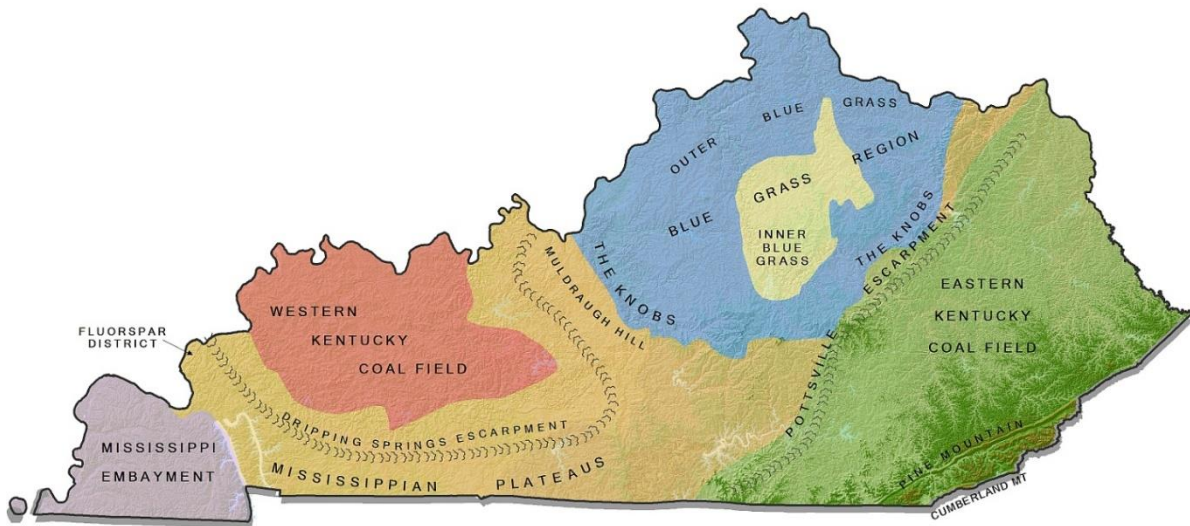 OUTER BLUE GRASS REGION
BLUE GRASS
INNER
BLUE
GRASS
THE KNOBS
THE KNOBS
MULDRAUGH HILL
POTTSVILLE ESCARPMENT
EASTERN
KENTUCKY
COAL FIELD
WESTERN
KENTUCKY
COAL FIELD
FLUORSPAR
DISTRICT
DRIPPING SPRINGS ESCARPMENT
MISSISSIPPIAN PLATEAUS
MISSISSIPPI
EMBAYMENT
PINE MOUNTAIN
CUMBERLAND MT